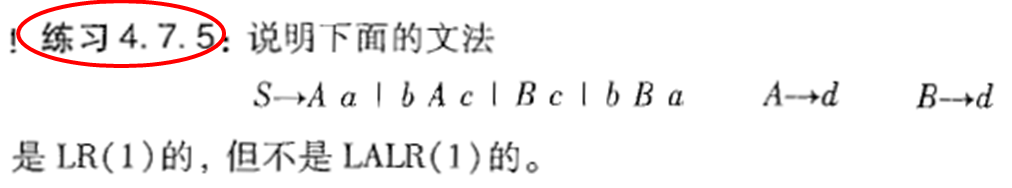 ! 练习 4.7.5: 说明下面的文法
S→A a | b A c | B c | b B a A→d B→d
是 LR(1)的, 但不是 LALR(1)的。